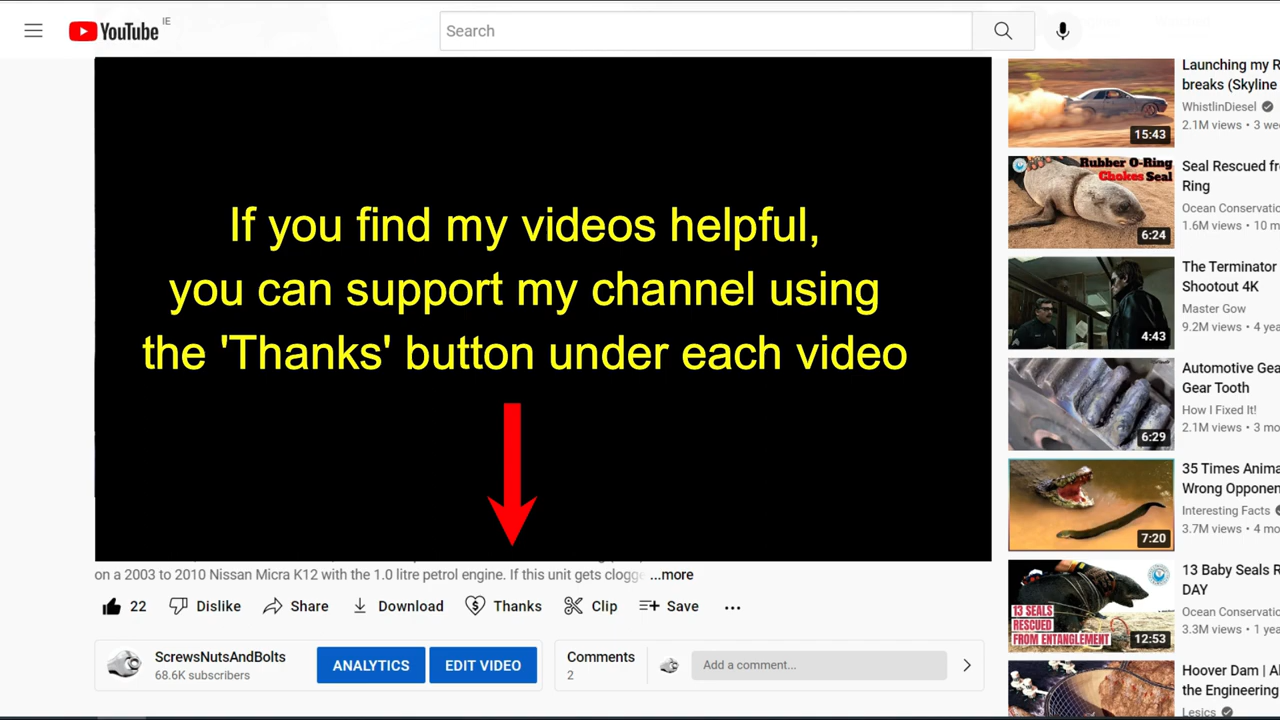 YouTube IE
Search
If you find my videos helpful,
you can support my channel using
the 'Thanks' button under each video
on a 2003 to 2010 Nissan Micra K12 with the 1.0 litre petrol engine. If this unit gets clogge ...more
22 Dislike Share Download Thanks Clip Save
ScrewsNutsAndBolts
68.6K subscribers
ANALYTICS
EDIT VIDEO
Comments
2
Add a comment...
Launching my R
breaks (Skyline
WhistlinDiesel
2.1M views • 3 we
15:43
Rubber O-Ring
Chokes Seal
6:24
Seal Rescued fr
Ring
Ocean Conservatio
1.6M views • 10 m
The Terminator
Shootout 4K
Master Gow
9.2M views • 4 yea
4:43
Automotive Gea
Gear Tooth
How I Fixed It!
2.1M views • 3 mo
6:29
35 Times Anima
Wrong Opponen
Interesting Facts
3.7M views • 4 mo
7:20
13 SEALS
RESCUED
FROM ENTANGLEMENT
12:53
13 Baby Seals R
DAY
Ocean Conservatio
3.3M views • 1 yea
Hoover Dam | Al
the Engineering
Lesics